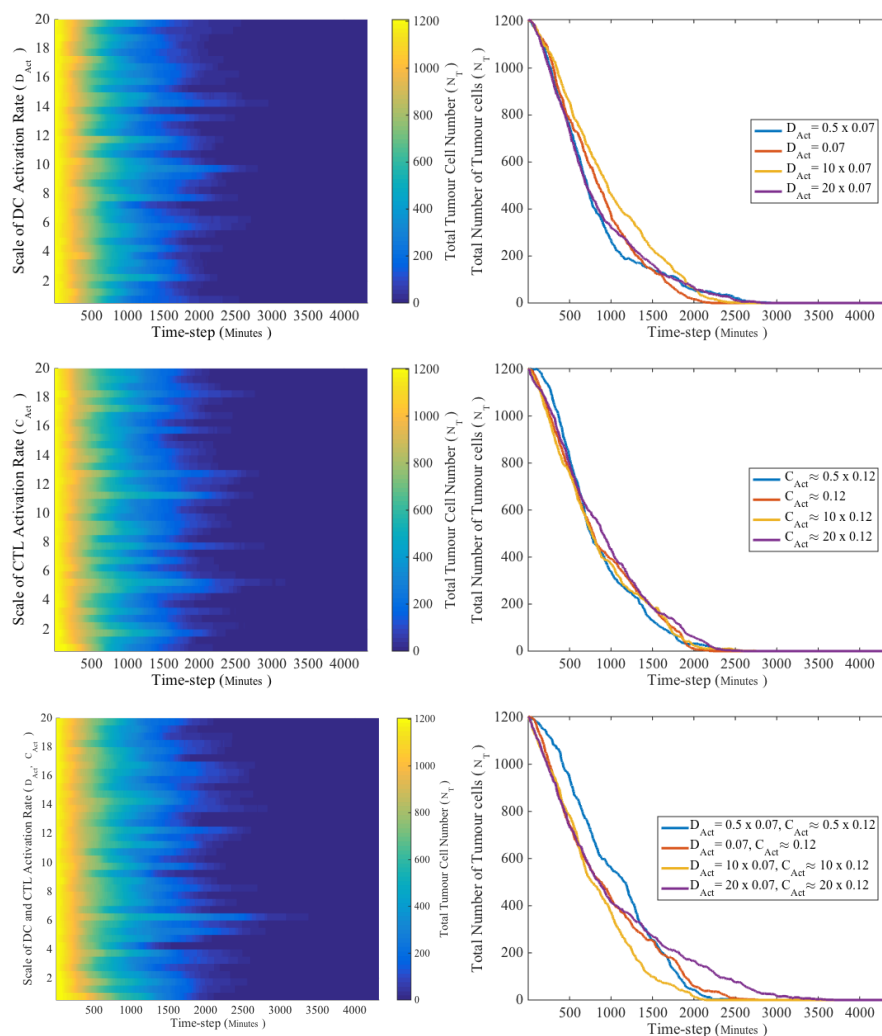 Scale of DC Activation Rate ( D_Act )
20
18
16
14
12
10
8
6
4
2
500 1000 1500 2000 2500 3000 3500 4000
Time-step (Minutes )
1200
1000
800
600
400
200
0
Total Tumour Cell Number ( N_T )
Total Number of Tumour cells ( N_T )
1200
1000
800
600
400
200
0
500 1000 1500 2000 2500 3000 3500 4000
Time-step (Minutes )
D_Act = 0.5 x 0.07
D_Act = 0.07
D_Act = 10 x 0.07
D_Act = 20 x 0.07
Scale of CTL Activation Rate ( C_Act )
20
18
16
14
12
10
8
6
4
2
500 1000 1500 2000 2500 3000 3500 4000
Time-step (Minutes )
1200
1000
800
600
400
200
0
Total Tumour Cell Number ( N_T )
Total Number of Tumour cells ( N_T )
1200
1000
800
600
400
200
0
500 1000 1500 2000 2500 3000 3500 4000
Time-step (Minutes )
C_Act ≈ 0.5 x 0.12
C_Act ≈ 0.12
C_Act ≈ 10 x 0.12
C_Act ≈ 20 x 0.12
Scale of DC and CTL Activation Rate ( D_Act, C_Act )
20
18
16
14
12
10
8
6
4
2
500 1000 1500 2000 2500 3000 3500 4000
Time-step (Minutes )
1200
1000
800
600
400
200
0
Total Tumour Cell Number ( N_T )
Total Number of Tumour cells ( N_T )
1200
1000
800
600
400
200
0
500 1000 1500 2000 2500 3000 3500 4000
Time-step (Minutes )
D_Act = 0.5 x 0.07, C_Act ≈ 0.5 x 0.12
D_Act = 0.07, C_Act ≈ 0.12
D_Act = 10 x 0.07, C_Act ≈ 10 x 0.12
D_Act = 20 x 0.07, C_Act ≈ 20 x 0.12